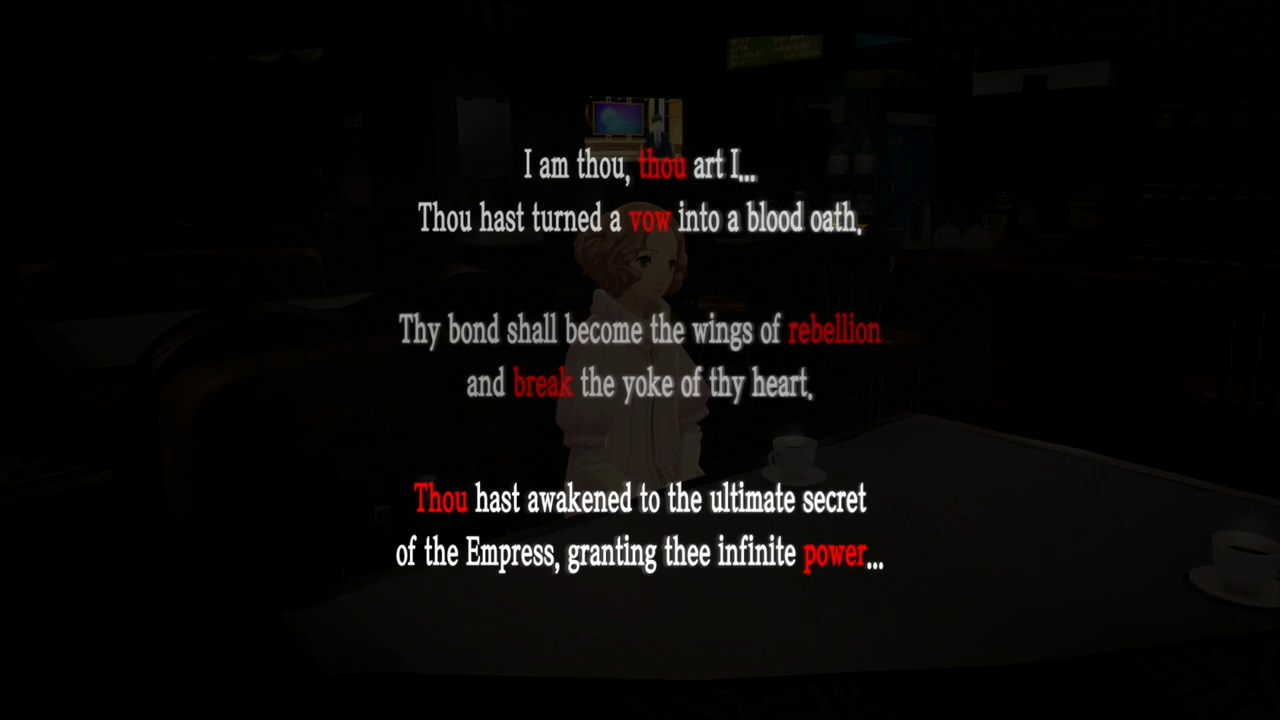 I am thou, thou art I...
Thou hast turned a vow into a blood oath.
Thy bond shall become the wings of rebellion
and break the yoke of thy heart.
Thou hast awakened to the ultimate secret
of the Empress, granting thee infinite power...